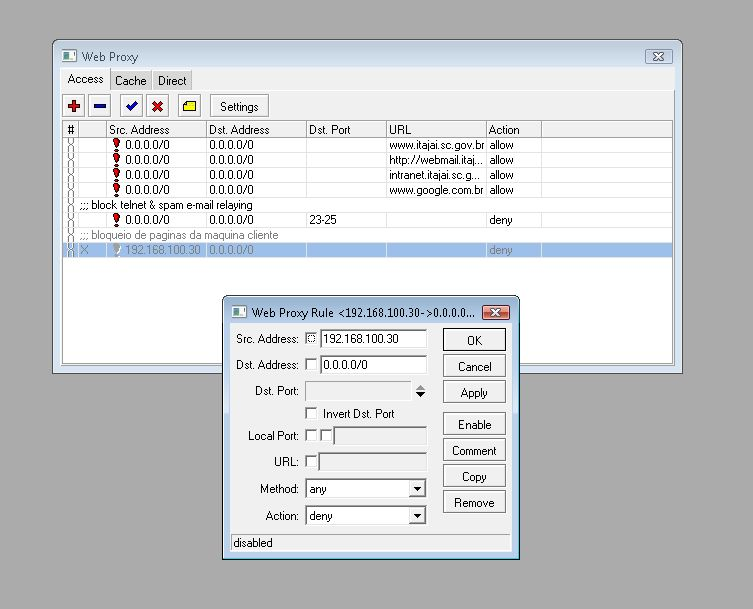 Web Proxy
Access Cache Direct
Settings
# Src. Address Dst. Address Dst. Port URL Action
0.0.0.0/0 0.0.0.0/0 www.itajai.sc.gov.br allow
0.0.0.0/0 0.0.0.0/0 http://webmail.itaj... allow
0.0.0.0/0 0.0.0.0/0 intranet.itajai.sc.g... allow
0.0.0.0/0 0.0.0.0/0 www.google.com.br allow
;;; block telnet & spam e-mail relaying
0.0.0.0/0 0.0.0.0/0 23-25 deny
;;; bloqueio de paginas da maquina cliente
X 192.168.100.30 0.0.0.0/0 deny
Web Proxy Rule <192.168.100.30->0.0.0.0...
Src. Address: 192.168.100.30 OK
Dst. Address: 0.0.0.0/0 Cancel
Dst. Port: Apply
Invert Dst. Port Enable
Local Port: Comment
URL: Copy
Method: any Remove
Action: deny
disabled